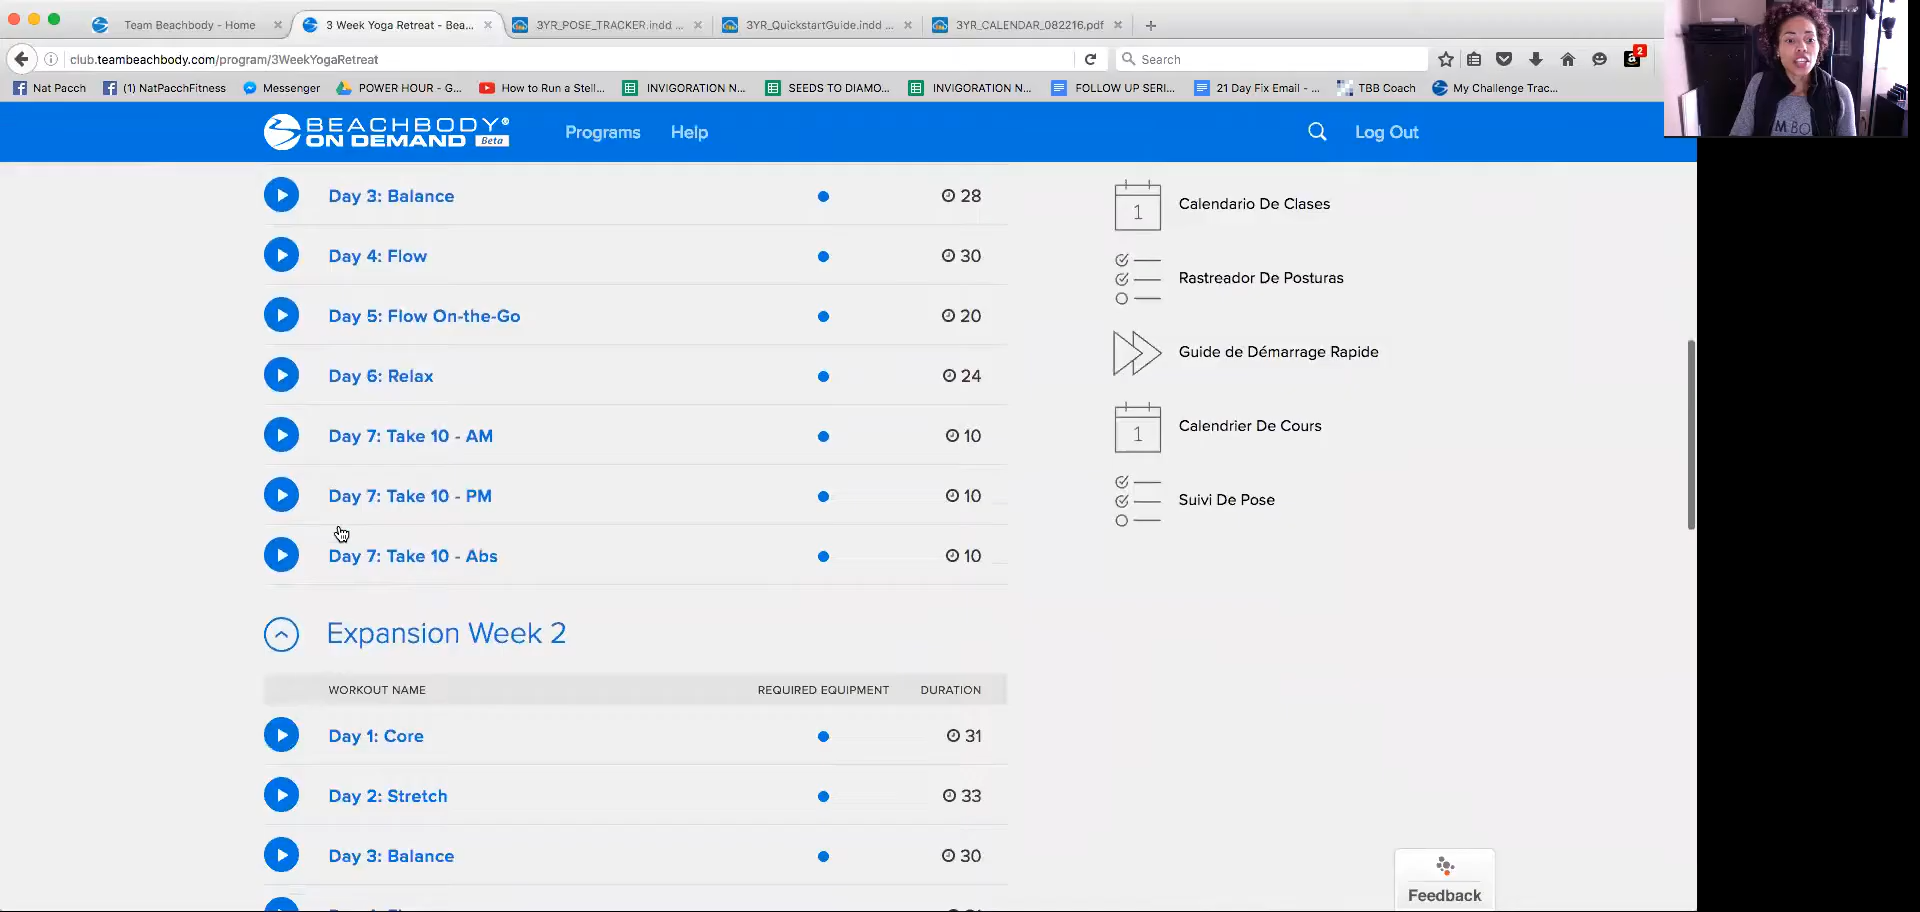 Team Beachbody - Home
3 Week Yoga Retreat - Bea...
3YR_POSE_TRACKER.indd ...
3YR_QuickstartGuide.indd ...
3YR_CALENDAR_082216.pdf
club.teambeachbody.com/program/3WeekYogaRetreat
Search
2
Nat Pacch
(1) NatPacchFitness
Messenger
POWER HOUR - G...
How to Run a Stell...
INVIGORATION N...
SEEDS TO DIAMO...
INVIGORATION N...
FOLLOW UP SERI...
21 Day Fix Email - ...
TBB Coach
My Challenge Trac...
BEACHBODY®
ON DEMAND Beta
Programs
Help
Log Out
Day 3: Balance 28
Day 4: Flow 30
Day 5: Flow On-the-Go 20
Day 6: Relax 24
Day 7: Take 10 - AM 10
Day 7: Take 10 - PM 10
Day 7: Take 10 - Abs 10
Expansion Week 2
WORKOUT NAME REQUIRED EQUIPMENT DURATION
Day 1: Core 31
Day 2: Stretch 33
Day 3: Balance 30
1 Calendario De Clases
Rastreador De Posturas
Guide de Démarrage Rapide
1 Calendrier De Cours
Suivi De Pose
Feedback